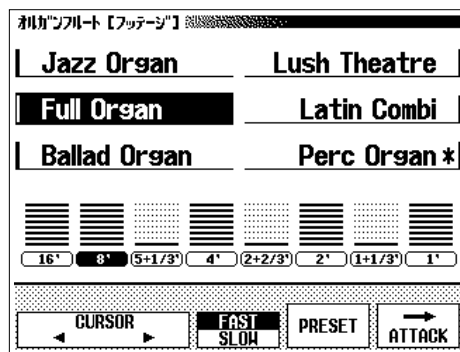 オルガンフルート [フッテージ]
Jazz Organ Lush Theatre
Full Organ Latin Combi
Ballad Organ Perc Organ *
16' 8' (5+1/3') 4' (2+2/3') 2' (1+1/3') 1'
CURSOR FAST PRESET
SLOW ATTACK